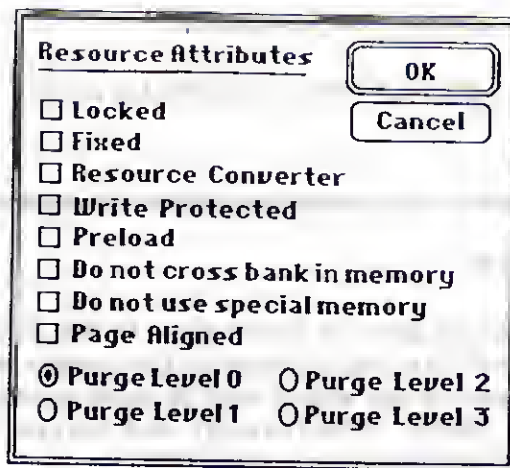 Resource Attributes
OK
Cancel
Locked
Fixed
Resource Converter
Write Protected
Preload
Do not cross bank in memory
Do not use special memory
Page Aligned
Purge Level 0
Purge Level 2
Purge Level 1
Purge Level 3